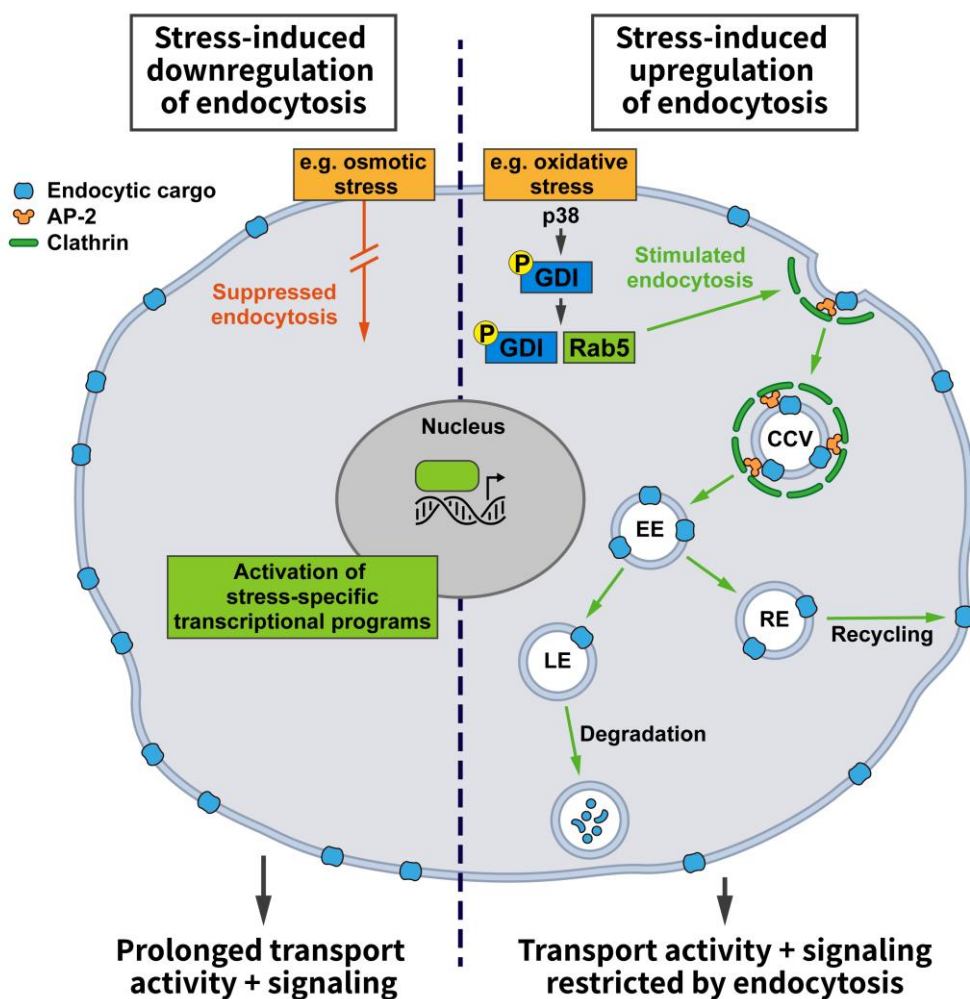 Stress-induced
downregulation
of endocytosis
Stress-induced
upregulation
of endocytosis
Endocytic cargo
AP-2
Clathrin
e.g. osmotic
stress
Suppressed
endocytosis
e.g. oxidative
stress
p38
P
GDI
P
GDI
Rab5
Stimulated
endocytosis
CCV
Nucleus
EE
Activation of
stress-specific
transcriptional programs
RE
Recycling
LE
Degradation
Prolonged transport
activity + signaling
Transport activity + signaling
restricted by endocytosis